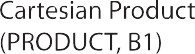 Cartesian Product
(PRODUCT, B1)